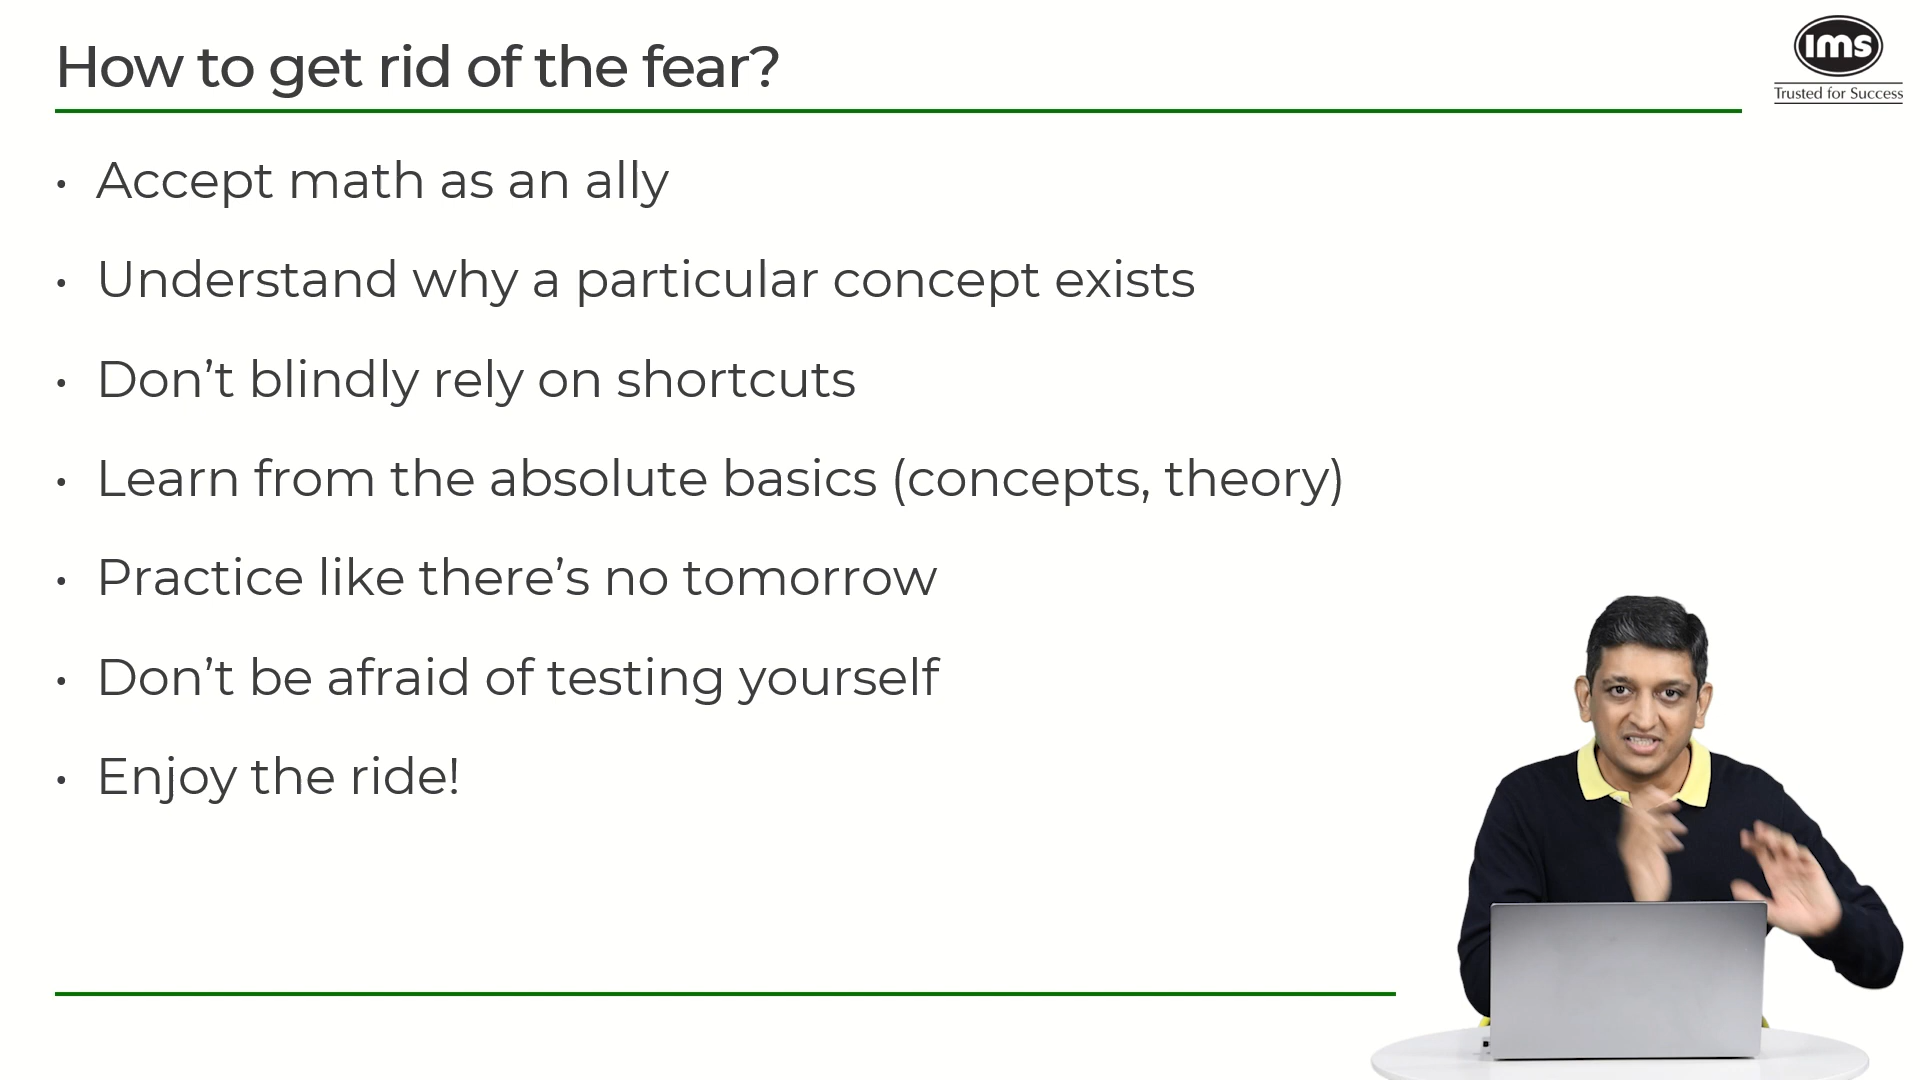 How to get rid of the fear?
ims
Trusted for Success
• Accept math as an ally
• Understand why a particular concept exists
• Don’t blindly rely on shortcuts
• Learn from the absolute basics (concepts, theory)
• Practice like there’s no tomorrow
• Don’t be afraid of testing yourself
• Enjoy the ride!